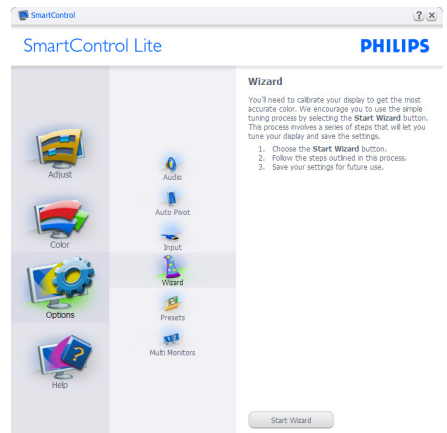 SmartControl
? x
SmartControl Lite
PHILIPS
Adjust
Color
Options
Help
Audio
Auto Pivot
Input
Wizard
Presets
Multi Monitors
Wizard
You'll need to calibrate your display to get the most
accurate color. We encourage you to use the simple
tuning process by selecting the Start Wizard button.
This process involves a series of steps that will let you
tune your display and save the settings.
1. Choose the Start Wizard button.
2. Follow the steps outlined in this process.
3. Save your settings for future use.
Start Wizard